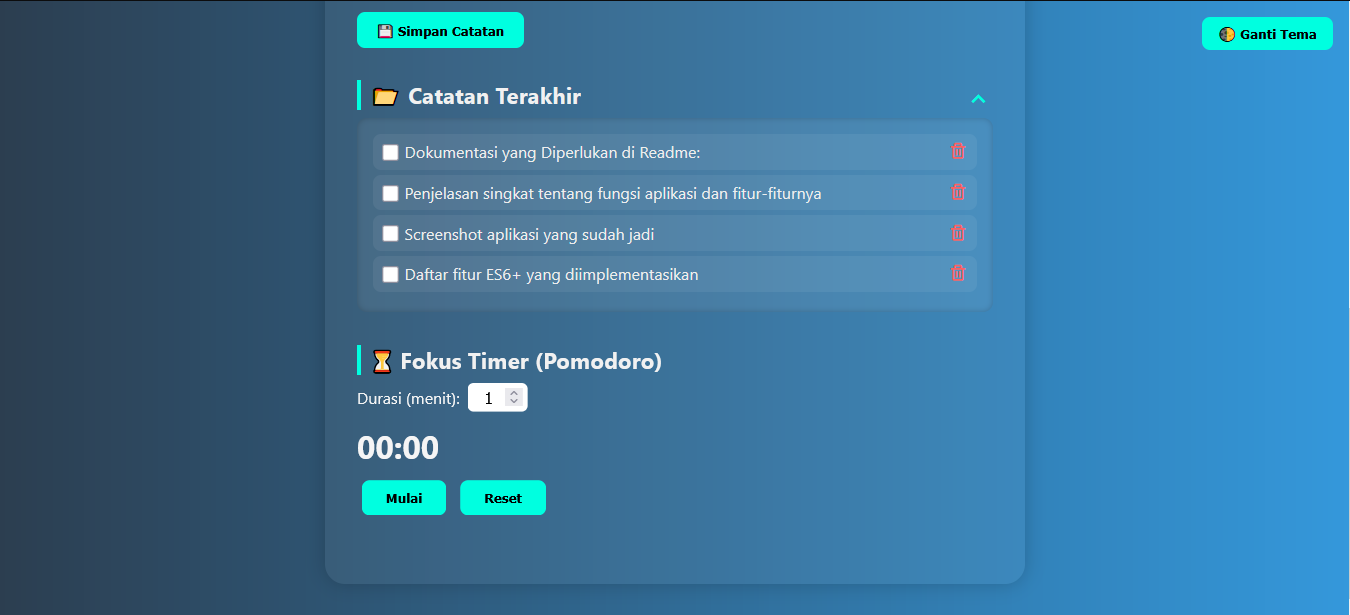 💾 Simpan Catatan
🌗 Ganti Tema
📂 Catatan Terakhir
Dokumentasi yang Diperlukan di Readme:
Penjelasan singkat tentang fungsi aplikasi dan fitur-fiturnya
Screenshot aplikasi yang sudah jadi
Daftar fitur ES6+ yang diimplementasikan
⏳ Fokus Timer (Pomodoro)
Durasi (menit): 1
00:00
Mulai Reset